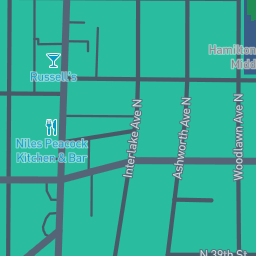 Hamilton
Midd
Russell's
Niles Peacock
Kitchen & Bar
Interlake Ave N
Ashworth Ave N
Woodlawn Ave N
N 39th St